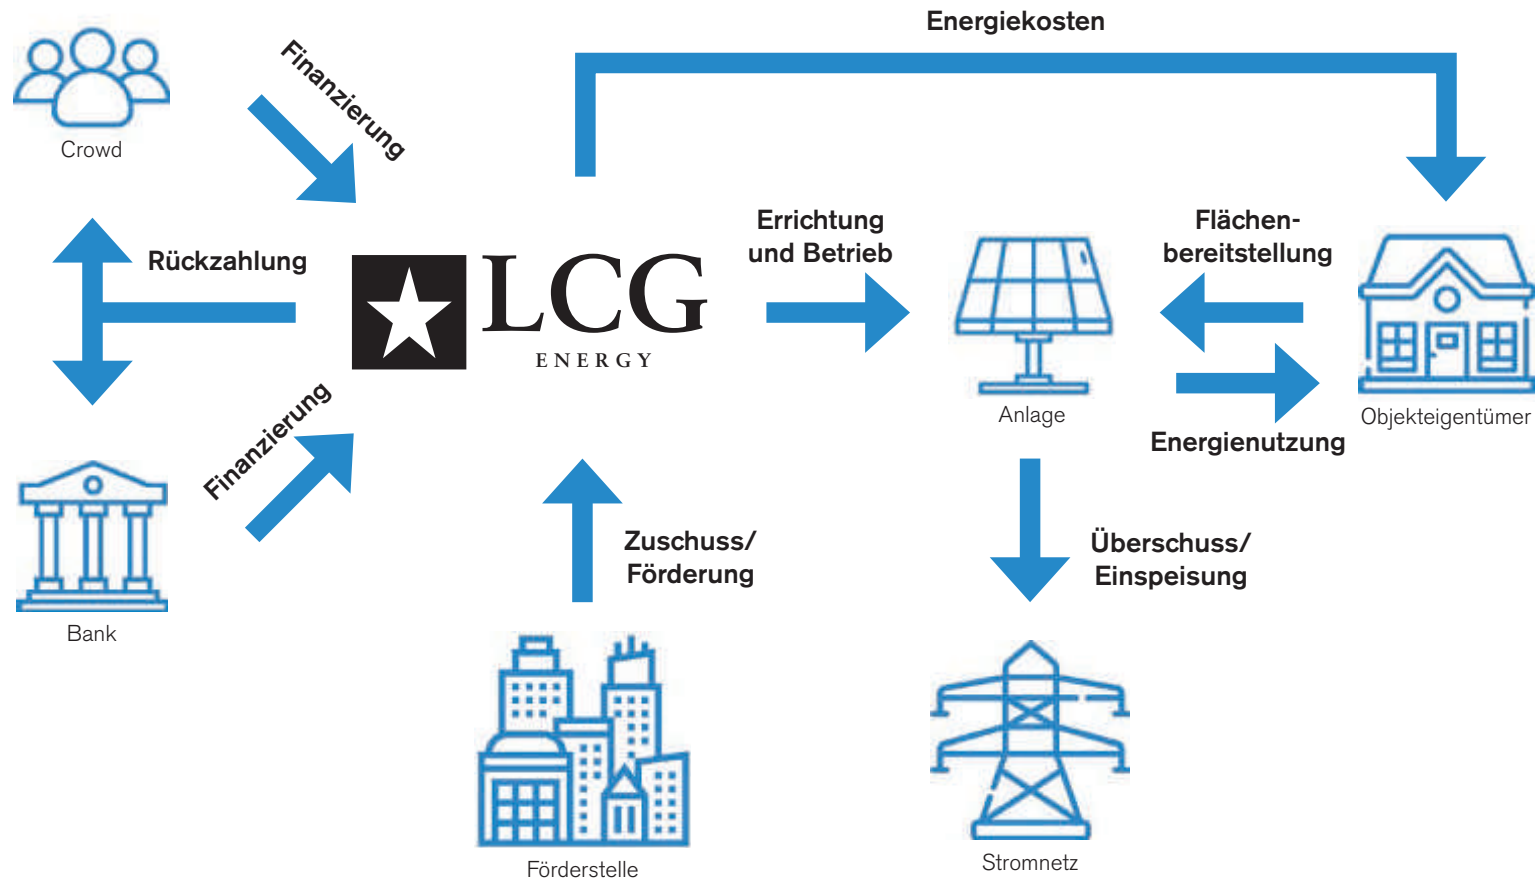 Energiekosten
Finanzierung
Crowd
Rückzahlung
LCG
ENERGY
Errichtung
und Betrieb
Flächen-
bereitstellung
Anlage
Objekteigentümer
Energienutzung
Finanzierung
Bank
Zuschuss/
Förderung
Überschuss/
Einspeisung
Förderstelle
Stromnetz